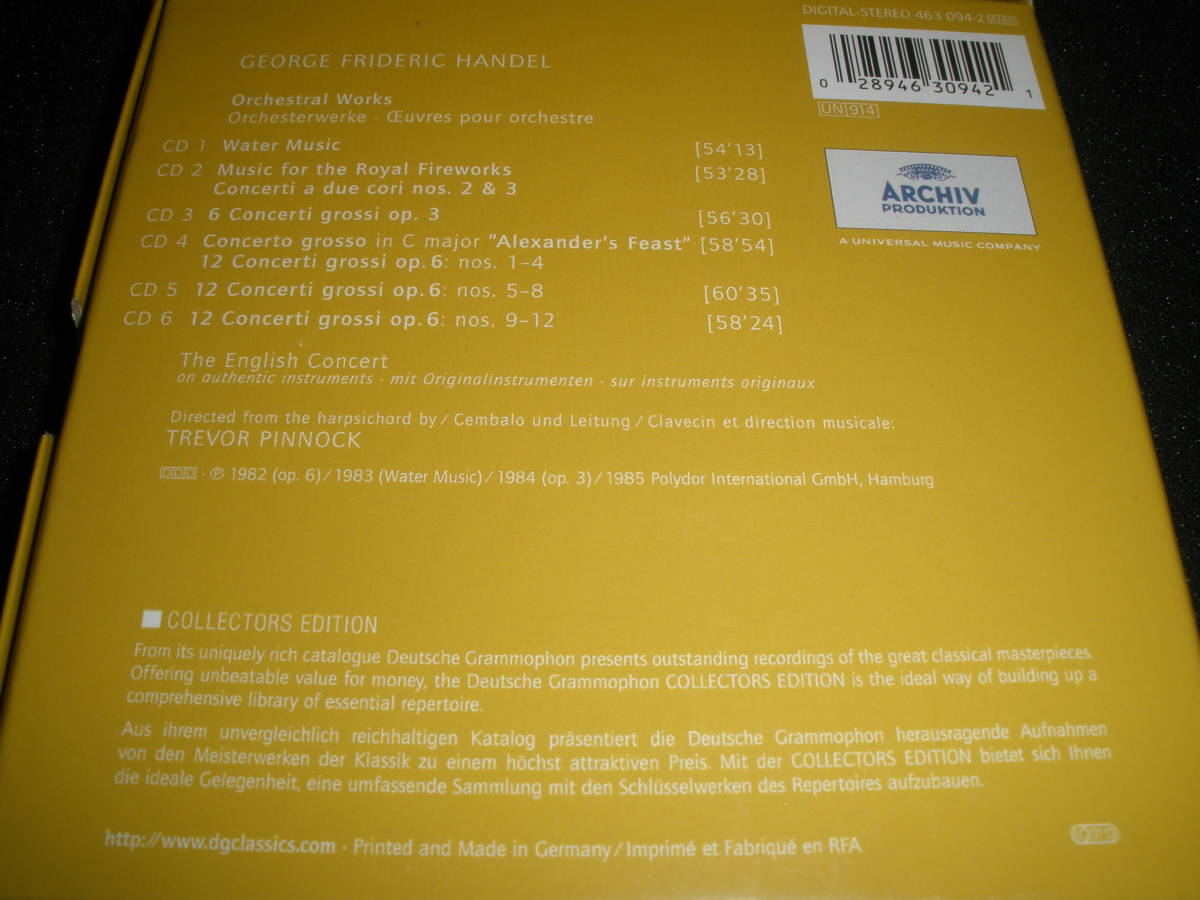 DIGITAL-STEREO 463 094-2 GB6
0 28946 30942 1
UN 914
GEORGE FRIDERIC HANDEL
Orchestral Works
Orchesterwerke · Œuvres pour orchestre
CD 1 Water Music [54'13]
CD 2 Music for the Royal Fireworks [53'28]
Concerti a due cori nos. 2 & 3
CD 3 6 Concerti grossi op. 3 [56'30]
CD 4 Concerto grosso in C major "Alexander's Feast" [58'54]
12 Concerti grossi op. 6: nos. 1–4
CD 5 12 Concerti grossi op. 6: nos. 5–8 [60'35]
CD 6 12 Concerti grossi op. 6: nos. 9–12 [58'24]
ARCHIV
PRODUKTION
A UNIVERSAL MUSIC COMPANY
The English Concert
on authentic instruments · mit Originalinstrumenten · sur instruments originaux
Directed from the harpsichord by / Cembalo und Leitung / Clavecin et direction musicale:
TREVOR PINNOCK
DDD · ℗ 1982 (op. 6) / 1983 (Water Music) / 1984 (op. 3) / 1985 Polydor International GmbH, Hamburg
COLLECTORS EDITION
From its uniquely rich catalogue Deutsche Grammophon presents outstanding recordings of the great classical masterpieces.
Offering unbeatable value for money, the Deutsche Grammophon COLLECTORS EDITION is the ideal way of building up a
comprehensive library of essential repertoire.
Aus ihrem unvergleichlich reichhaltigen Katalog präsentiert die Deutsche Grammophon herausragende Aufnahmen
von den Meisterwerken der Klassik zu einem höchst attraktiven Preis. Mit der COLLECTORS EDITION bietet sich Ihnen
die ideale Gelegenheit, eine umfassende Sammlung mit den Schlüsselwerken des Repertoires aufzubauen.
http://www.dgclassics.com · Printed and Made in Germany / Imprimé et Fabriqué en RFA